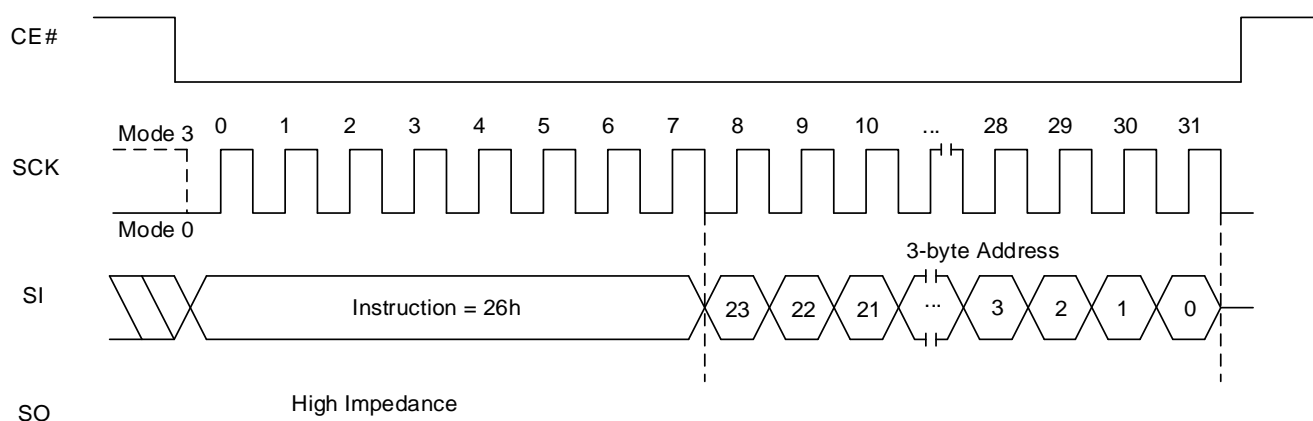 CE#
Mode 3
0 1 2 3 4 5 6 7 8 9 10 ... 28 29 30 31
SCK
Mode 0
3-byte Address
SI
Instruction = 26h
23 22 21 ... 3 2 1 0
High Impedance
SO